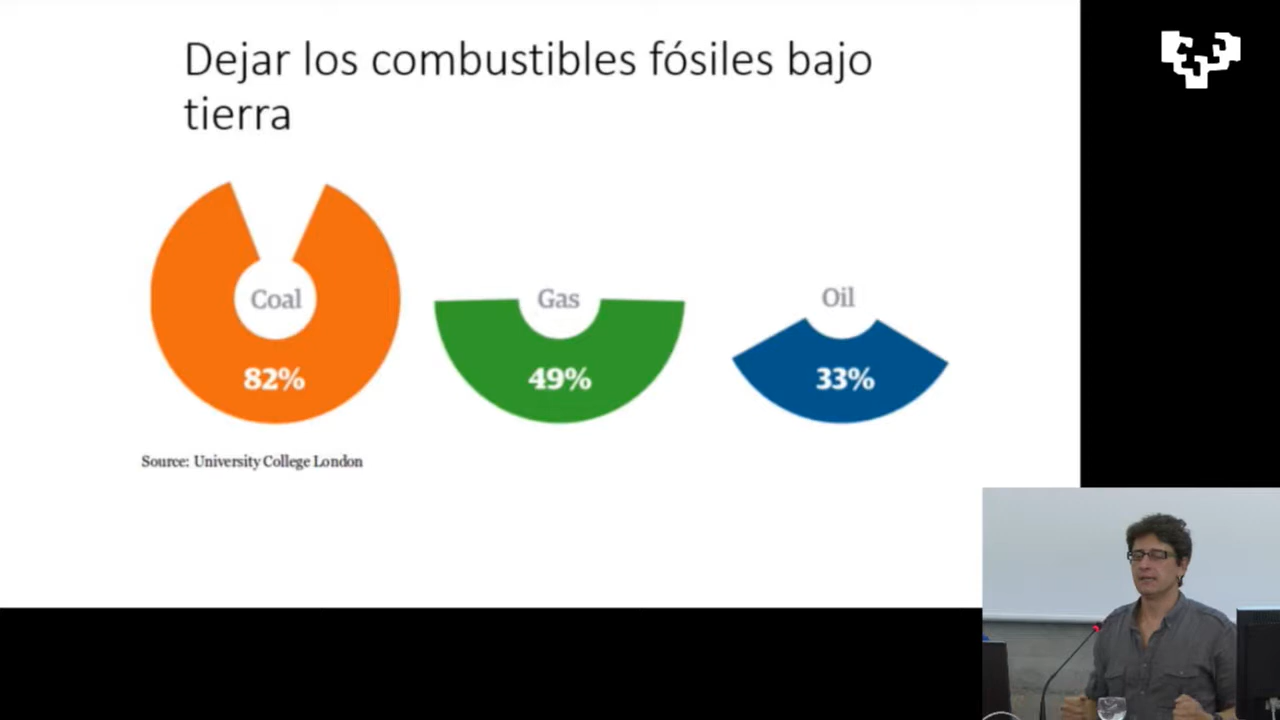 Dejar los combustibles fósiles bajo
tierra
Coal
Gas
Oil
82%
49%
33%
Source: University College London